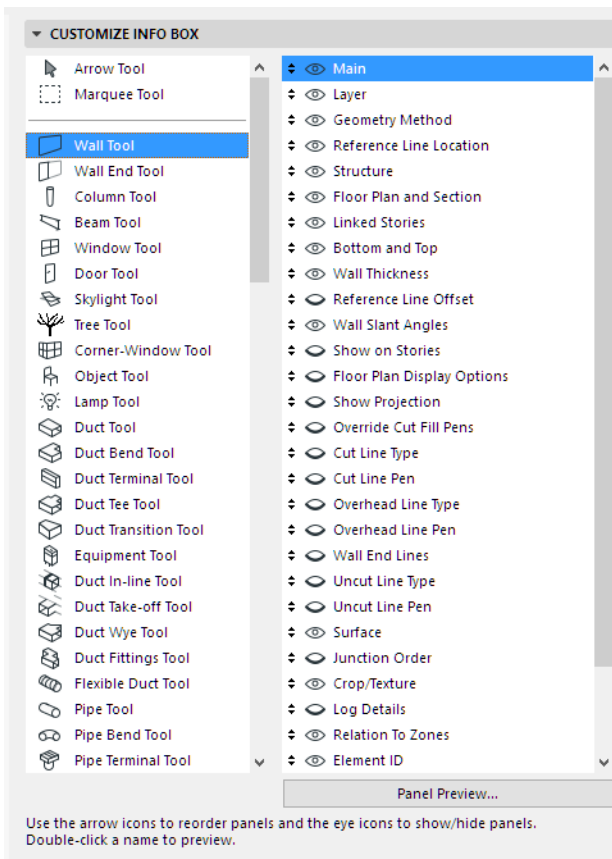 CUSTOMIZE INFO BOX
Arrow Tool
Marquee Tool
Wall Tool
Wall End Tool
Column Tool
Beam Tool
Window Tool
Door Tool
Skylight Tool
Tree Tool
Corner-Window Tool
Object Tool
Lamp Tool
Duct Tool
Duct Bend Tool
Duct Terminal Tool
Duct Tee Tool
Duct Transition Tool
Equipment Tool
Duct In-line Tool
Duct Take-off Tool
Duct Wye Tool
Duct Fittings Tool
Flexible Duct Tool
Pipe Tool
Pipe Bend Tool
Pipe Terminal Tool
Main
Layer
Geometry Method
Reference Line Location
Structure
Floor Plan and Section
Linked Stories
Bottom and Top
Wall Thickness
Reference Line Offset
Wall Slant Angles
Show on Stories
Floor Plan Display Options
Show Projection
Override Cut Fill Pens
Cut Line Type
Cut Line Pen
Overhead Line Type
Overhead Line Pen
Wall End Lines
Uncut Line Type
Uncut Line Pen
Surface
Junction Order
Crop/Texture
Log Details
Relation To Zones
Element ID
Panel Preview...
Use the arrow icons to reorder panels and the eye icons to show/hide panels.
Double-click a name to preview.